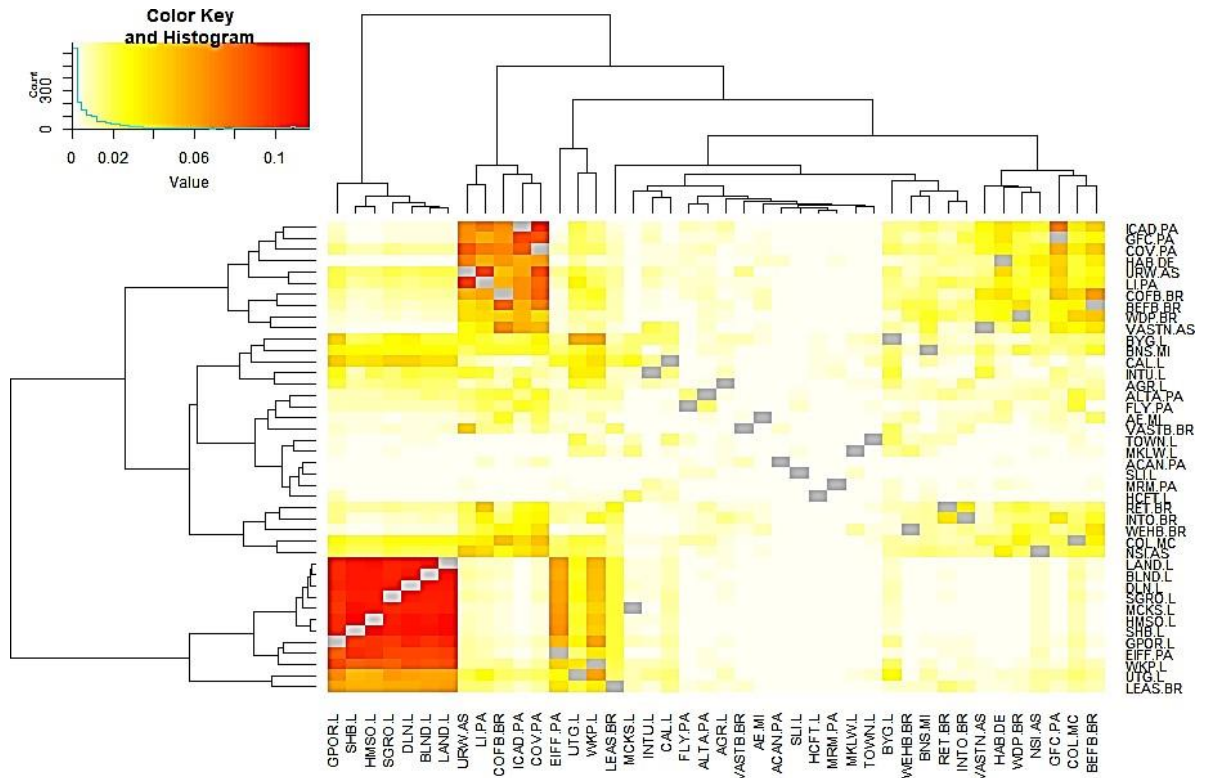 Color Key
and Histogram
Count
300
0
0 0.02 0.06 0.1
Value
ICAD.PA
GFC.PA
COV.PA
HAB.DE
URW.AS
LI.PA
COFB.BR
BEFB.BR
WDP.BR
VASTN.AS
BYG.L
BNS.MI
CAL.L
INTU.L
AGR.L
ALTA.PA
FLY.PA
AE.MI
VASTB.BR
TOWN.L
MKLW.L
ACAN.PA
SLI.L
MRM.PA
HCFT.L
RET.BR
INTO.BR
WEHB.BR
COL.MC
NSI.AS
LAND.L
BLND.L
DLN.L
SGRO.L
MCKS.L
HMSO.L
SHB.L
GPOR.L
EIFF.PA
WKP.L
UTG.L
LEAS.BR
GPOR.L
SHB.L
HMSO.L
SGRO.L
DLN.L
BLND.L
LAND.L
URW.AS
LI.PA
COFB.BR
ICAD.PA
COV.PA
EIFF.PA
UTG.L
WKP.L
LEAS.BR
MCKS.L
INTU.L
CAL.L
FLY.PA
ALTA.PA
AGR.L
VASTB.BR
AE.MI
ACAN.PA
SLI.L
HCFT.L
MRM.PA
MKLW.L
TOWN.L
BYG.L
WEHB.BR
BNS.MI
RET.BR
INTO.BR
VASTN.AS
HAB.DE
WDP.BR
NSI.AS
GFC.PA
COL.MC
BEFB.BR